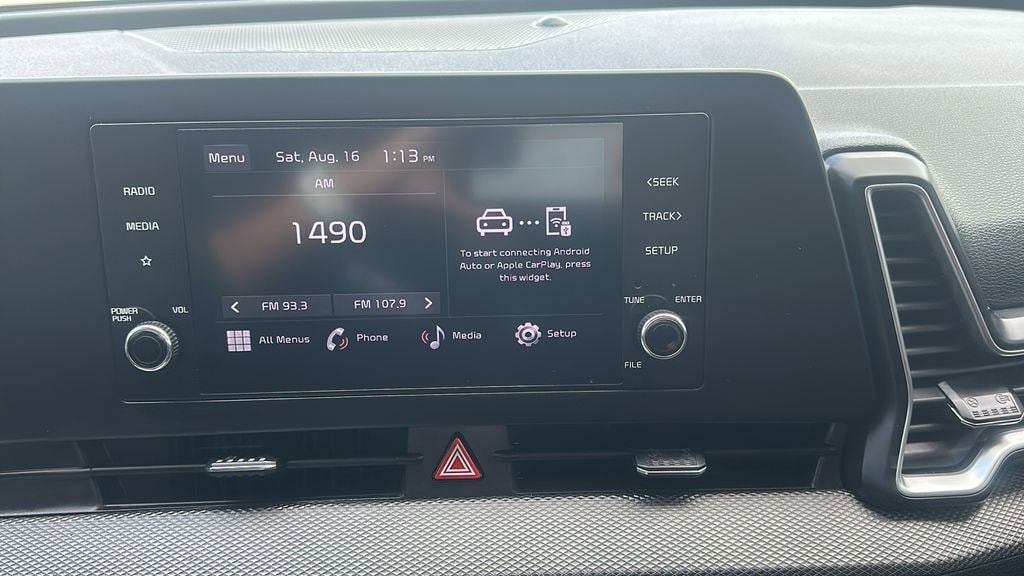 Menu Sat, Aug. 16 1:13 PM
AM
1490
FM 93.3 FM 107.9
To start connecting Android
Auto or Apple CarPlay, press
this widget.
All Menus Phone Media Setup
RADIO
MEDIA
POWER
PUSH
VOL
<SEEK
TRACK>
SETUP
TUNE
ENTER
FILE